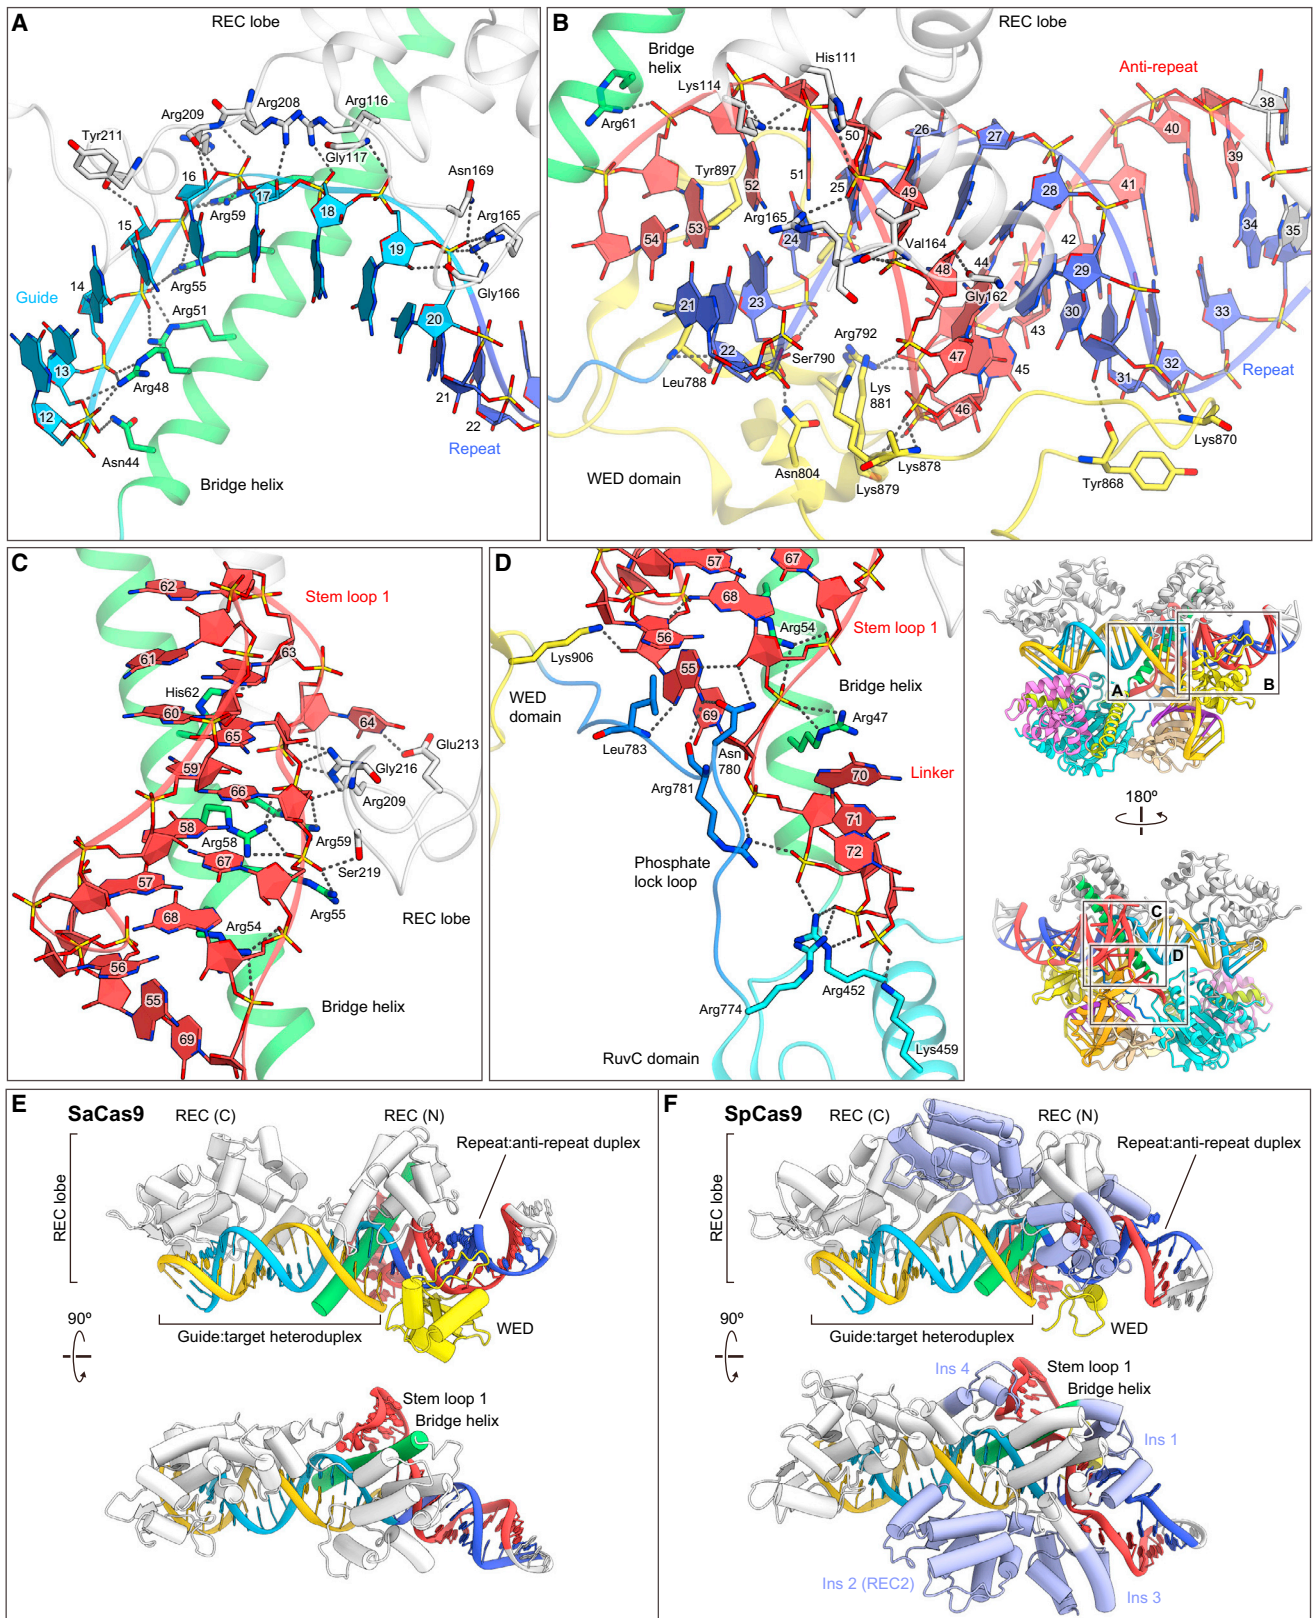 A
REC lobe
Arg209
Arg208
Arg116
Tyr211
Gly117
Asn169
16
17
Arg59
18
15
Arg165
19
14
Arg55
Gly166
Guide
Arg51
20
13
Arg48
21
12
22
Repeat
Asn44
Bridge helix
B
REC lobe
Bridge
helix
His111
Lys114
Anti-repeat
38
Arg61
50
26
27
40
39
Tyr897
52
51
25
28
41
49
Arg165
34
35
54
53
24
Val164
42
48
44
29
Gly162
21
23
30
33
Arg792
43
22
Ser790
47
45
32
Leu788
Lys
881
31
Repeat
46
Lys870
WED domain
Asn804
Lys878
Lys879
Tyr868
C
62
Stem loop 1
61
63
His62
60
64
65
Glu213
59
Gly216
66
Arg209
58
Arg58
Arg59
67
Ser219
57
Arg55
68
Arg54
REC lobe
56
55
Bridge helix
69
D
57
67
68
Arg54
Stem loop 1
56
Lys906
55
WED
domain
Bridge helix
69
Arg47
Leu783
Asn
780
Linker
70
Arg781
71
72
Phosphate
lock loop
Arg774
Arg452
RuvC domain
Lys459
A
B
180º
C
D
E
SaCas9
REC (C)
REC (N)
Repeat:anti-repeat duplex
REC lobe
90º
Guide:target heteroduplex
WED
Stem loop 1
Bridge helix
F
SpCas9
REC (C)
REC (N)
Repeat:anti-repeat duplex
REC lobe
90º
Guide:target heteroduplex
WED
Ins 4
Stem loop 1
Bridge helix
Ins 1
Ins 2 (REC2)
Ins 3